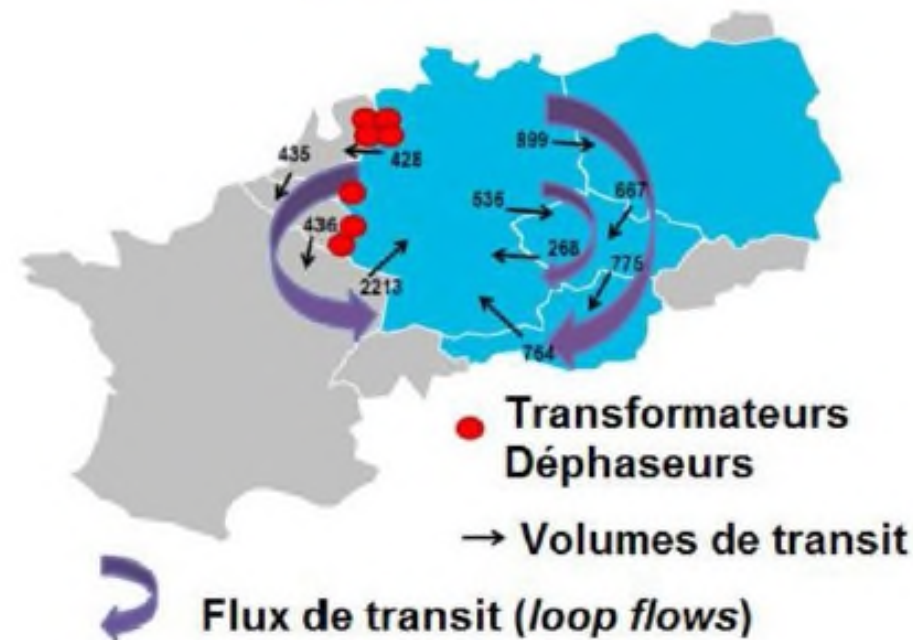 899
435
428
667
535
436
268
775
2213
764
Transformateurs
Déphaseurs
Volumes de transit
Flux de transit (loop flows)